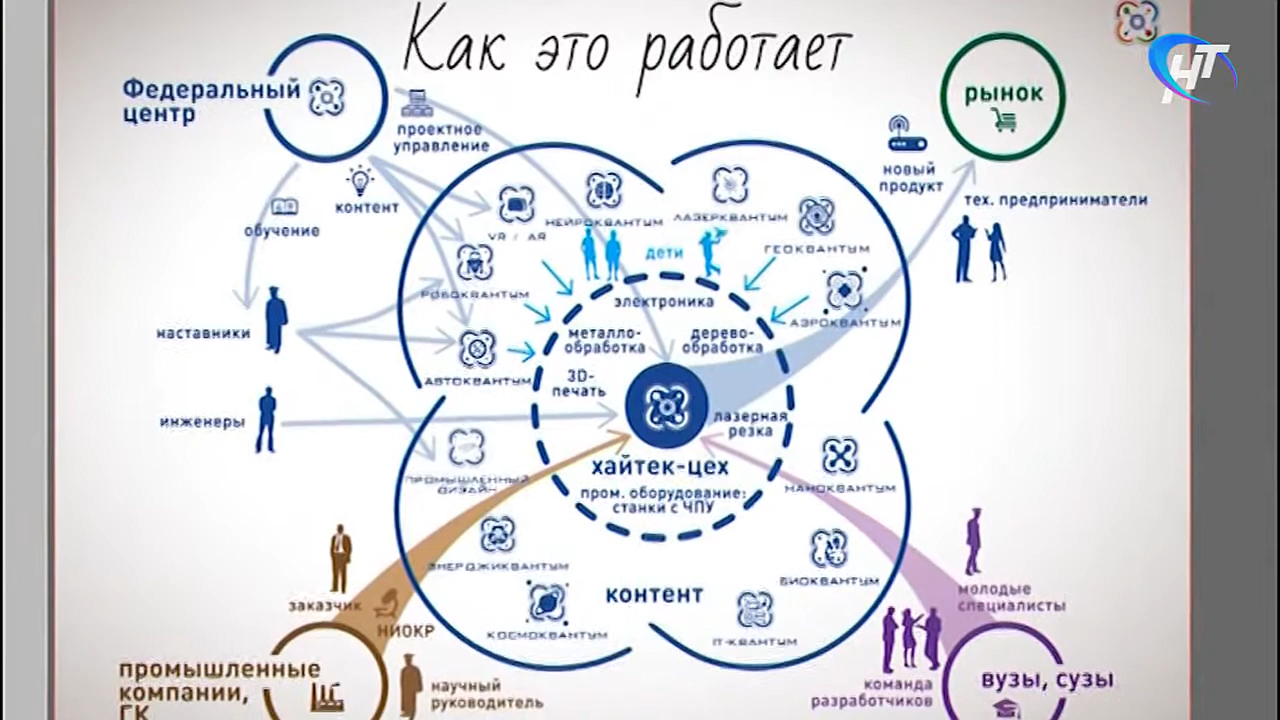 Как это работает
НТ
Федеральный
центр
рынок
проектное
управление
новый
продукт
контент
обучение
тех. предприниматели
VR / AR
НЕЙРОКВАНТУМ
ЛАЗЕРКВАНТУМ
ГЕОКВАНТУМ
дети
РОБОКВАНТУМ
АЭРОКВАНТУМ
электроника
наставники
металло-
обработка
дерево-
обработка
АВТОКВАНТУМ
3D-
печать
инженеры
лазерная
резка
хайтек-цех
ПРОМЫШЛЕННЫЙ
ДИЗАЙН
НАНОКВАНТУМ
пром. оборудование:
станки с ЧПУ
ЭНЕРДЖИКВАНТУМ
БИОКВАНТУМ
контент
КОСМОКВАНТУМ
IT-КВАНТУМ
заказчик
НИОКР
молодые
специалисты
промышленные
компании,
ГК
научный
руководитель
команда
разработчиков
вузы, сузы